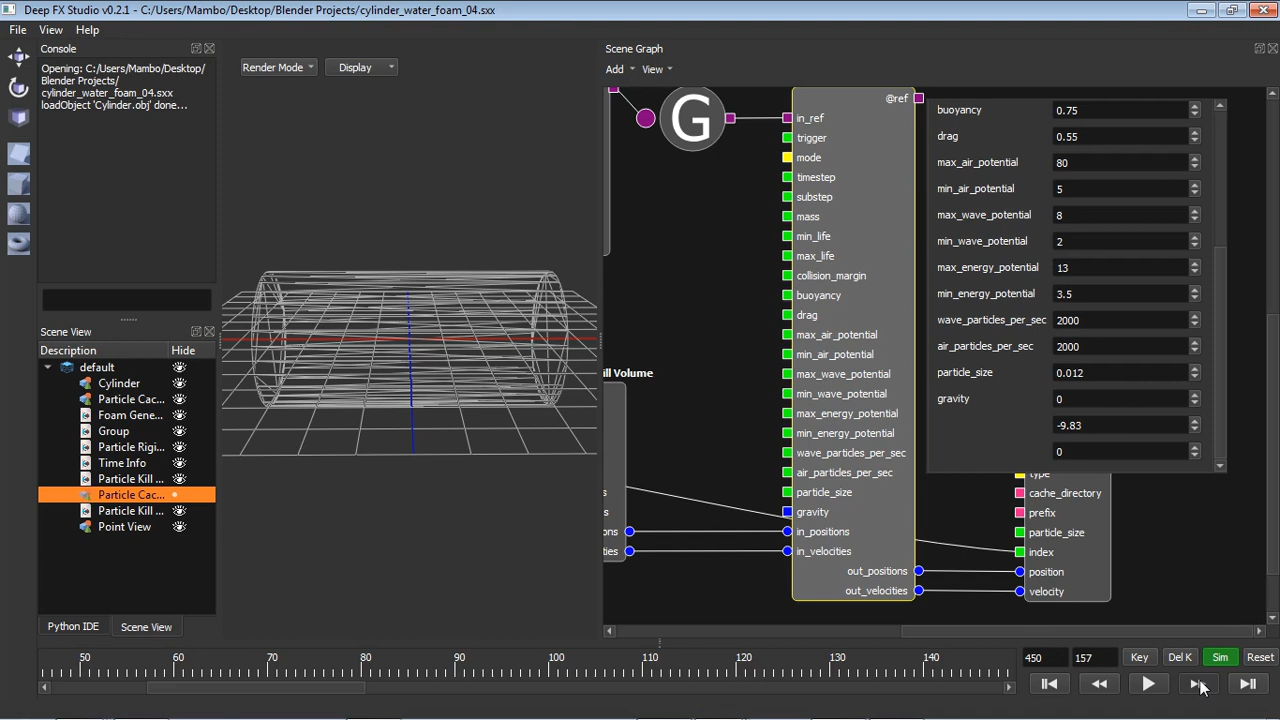 Deep FX Studio v0.2.1 - C:/Users/Mambo/Desktop/Blender Projects/cylinder_water_foam_04.sxx
File View Help
Console
Opening: C:/Users/Mambo/Desktop/
Blender Projects/
cylinder_water_foam_04.sxx
loadObject 'Cylinder.obj' done...
Scene View
Description Hide
default
Cylinder
Particle Cac...
Foam Gene...
Group
Particle Rigi...
Time Info
Particle Kill ...
Particle Cac...
Particle Kill ...
Point View
Python IDE Scene View
Render Mode Display
Scene Graph
Add View
G
ill Volume
s
s
ons
ities
@ref
in_ref
trigger
mode
timestep
substep
mass
min_life
max_life
collision_margin
buoyancy
drag
max_air_potential
min_air_potential
max_wave_potential
min_wave_potential
max_energy_potential
min_energy_potential
wave_particles_per_sec
air_particles_per_sec
particle_size
gravity
in_positions
in_velocities
out_positions
out_velocities
buoyancy 0.75
drag 0.55
max_air_potential 80
min_air_potential 5
max_wave_potential 8
min_wave_potential 2
max_energy_potential 13
min_energy_potential 3.5
wave_particles_per_sec 2000
air_particles_per_sec 2000
particle_size 0.012
gravity 0
-9.83
0
type
cache_directory
prefix
particle_size
index
position
velocity
50 60 70 80 90 100 110 120 130 140
450 157 Key Del K Sim Reset